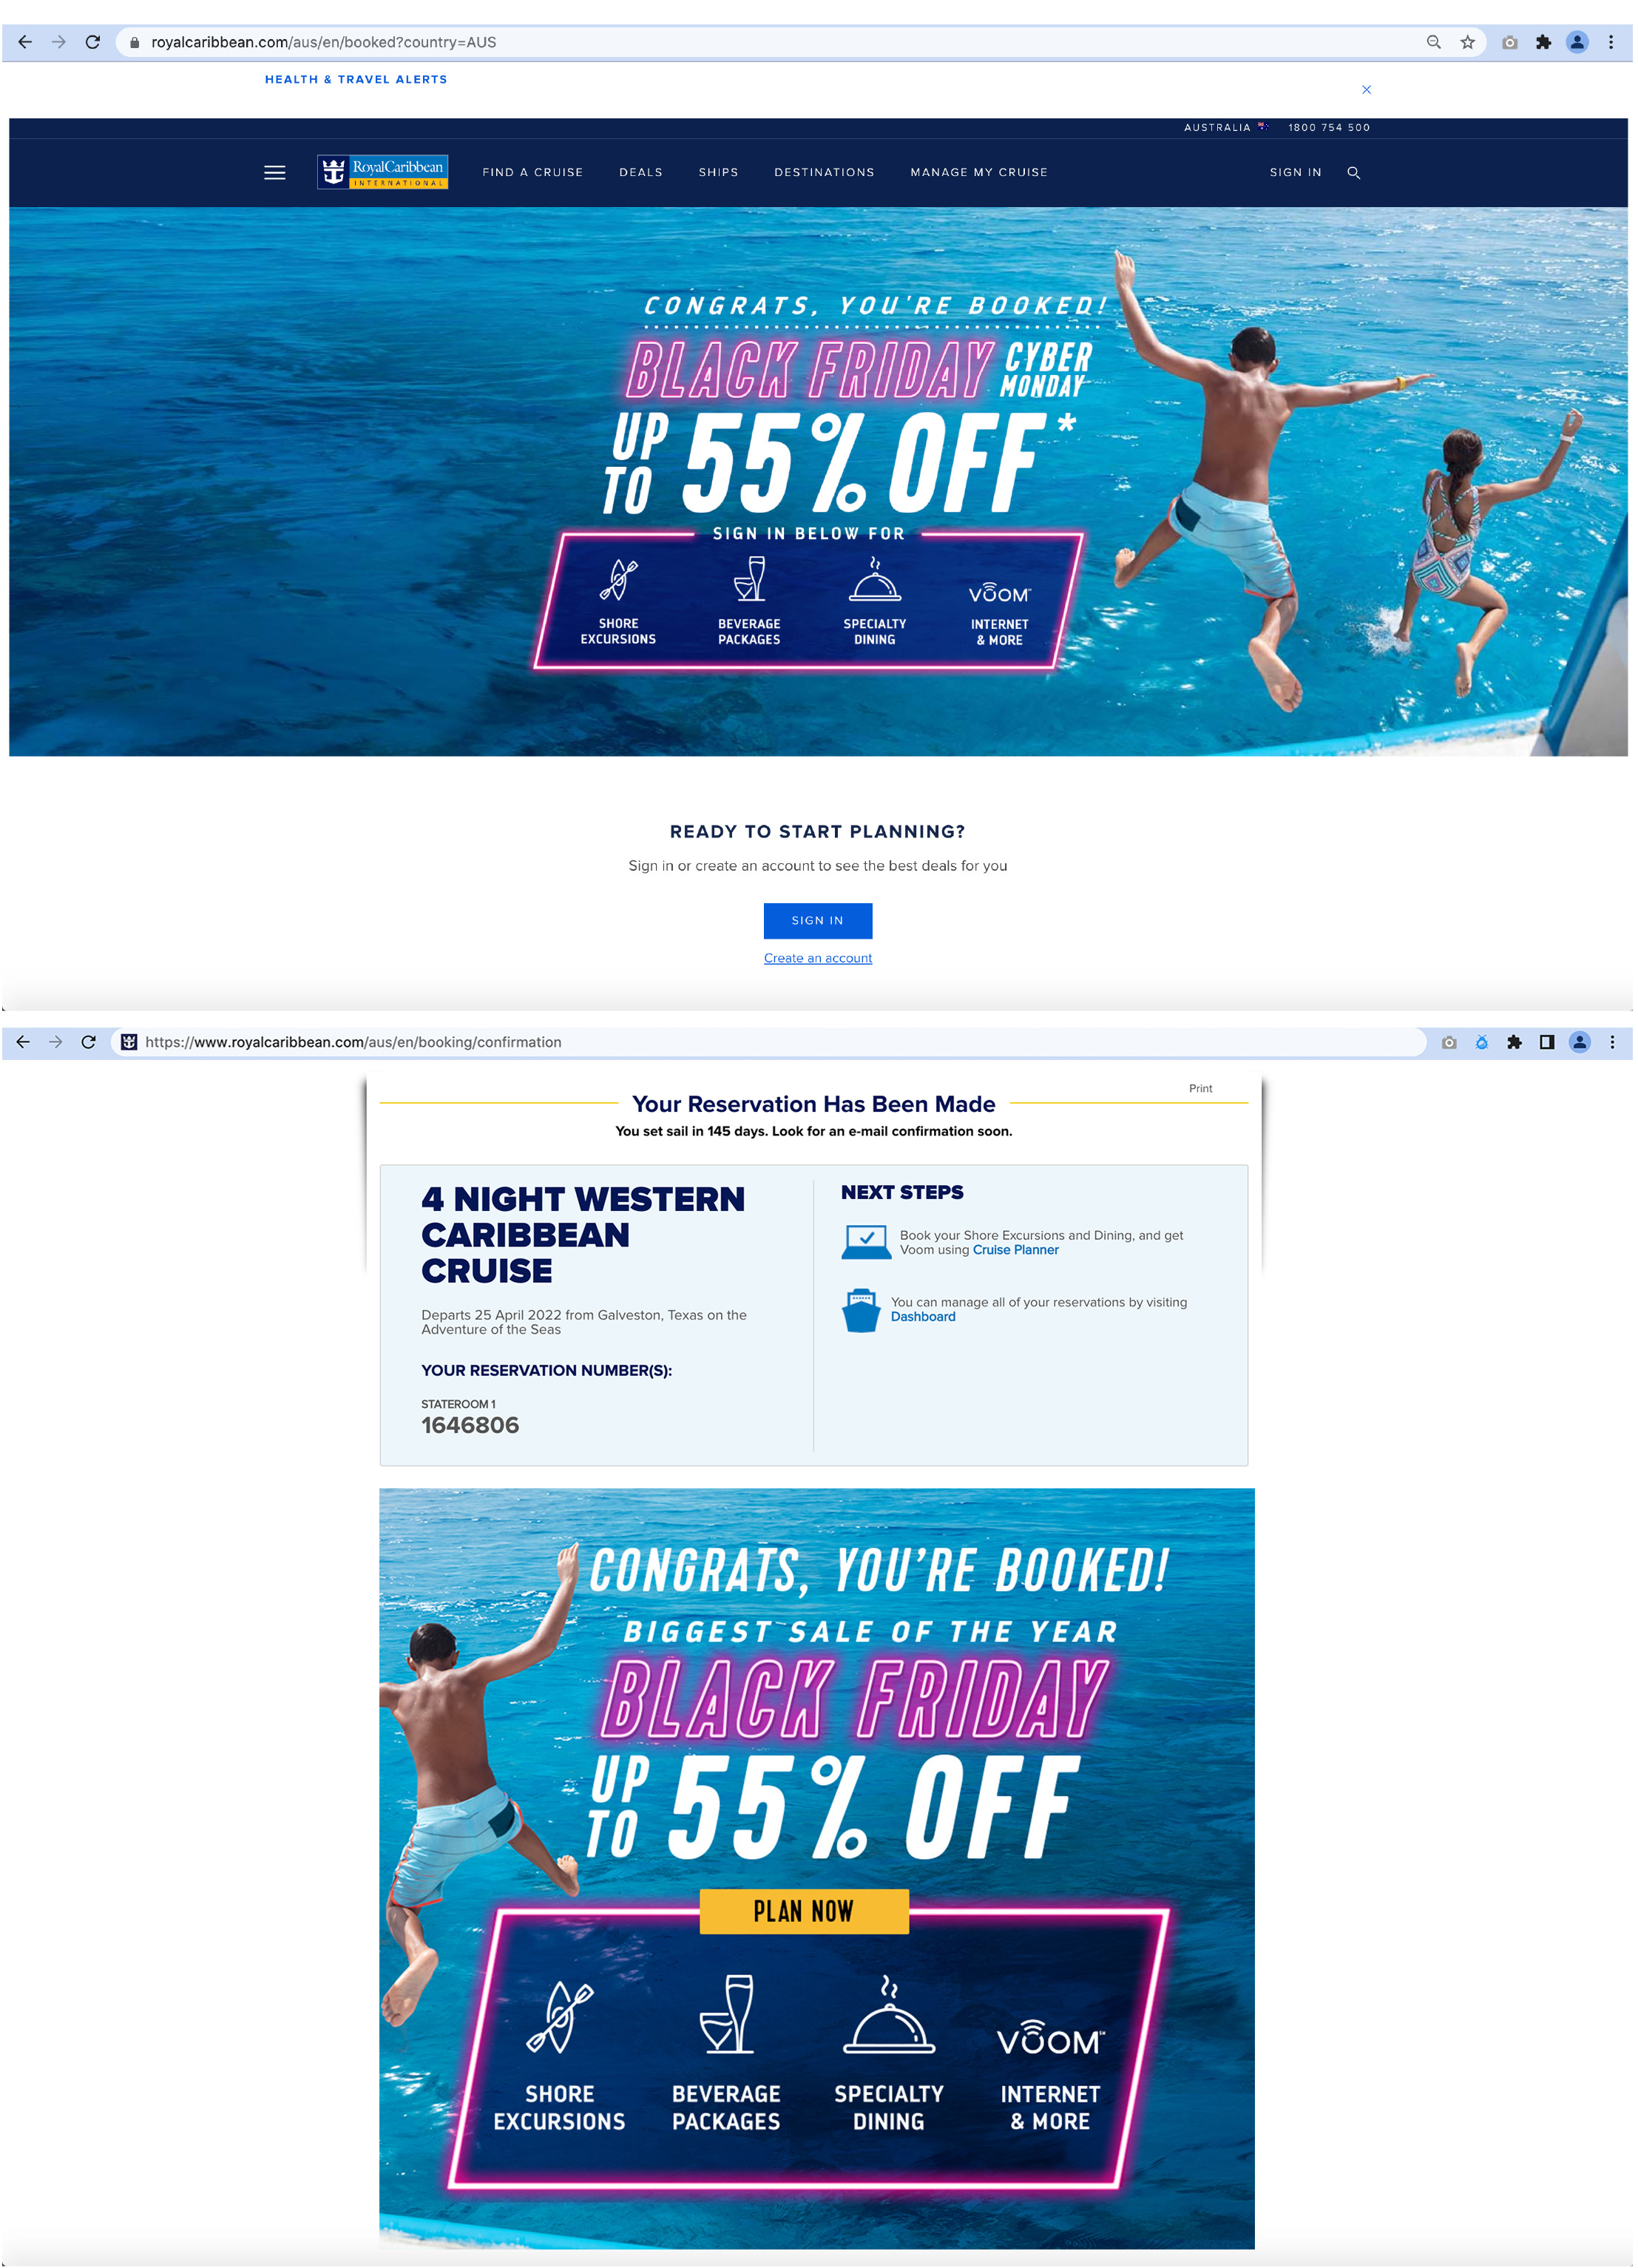 royalcaribbean.com/aus/en/booked?country=AUS
HEALTH & TRAVEL ALERTS
AUSTRALIA 1800 754 500
RoyalCaribbean
INTERNATIONAL
FIND A CRUISE DEALS SHIPS DESTINATIONS MANAGE MY CRUISE SIGN IN
CONGRATS, YOU'RE BOOKED!
BLACK FRIDAY CYBER MONDAY
UP TO 55% OFF*
SIGN IN BELOW FOR
SHORE EXCURSIONS
BEVERAGE PACKAGES
SPECIALTY DINING
VOOM℠
INTERNET & MORE
READY TO START PLANNING?
Sign in or create an account to see the best deals for you
SIGN IN
Create an account
https://www.royalcaribbean.com/aus/en/booking/confirmation
Print
Your Reservation Has Been Made
You set sail in 145 days. Look for an e-mail confirmation soon.
4 NIGHT WESTERN
CARIBBEAN
CRUISE
Departs 25 April 2022 from Galveston, Texas on the
Adventure of the Seas
YOUR RESERVATION NUMBER(S):
STATEROOM 1
1646806
NEXT STEPS
Book your Shore Excursions and Dining, and get
Voom using Cruise Planner
You can manage all of your reservations by visiting
Dashboard
CONGRATS, YOU'RE BOOKED!
BIGGEST SALE OF THE YEAR
BLACK FRIDAY
UP TO 55% OFF
PLAN NOW
SHORE EXCURSIONS
BEVERAGE PACKAGES
SPECIALTY DINING
VOOM℠
INTERNET & MORE